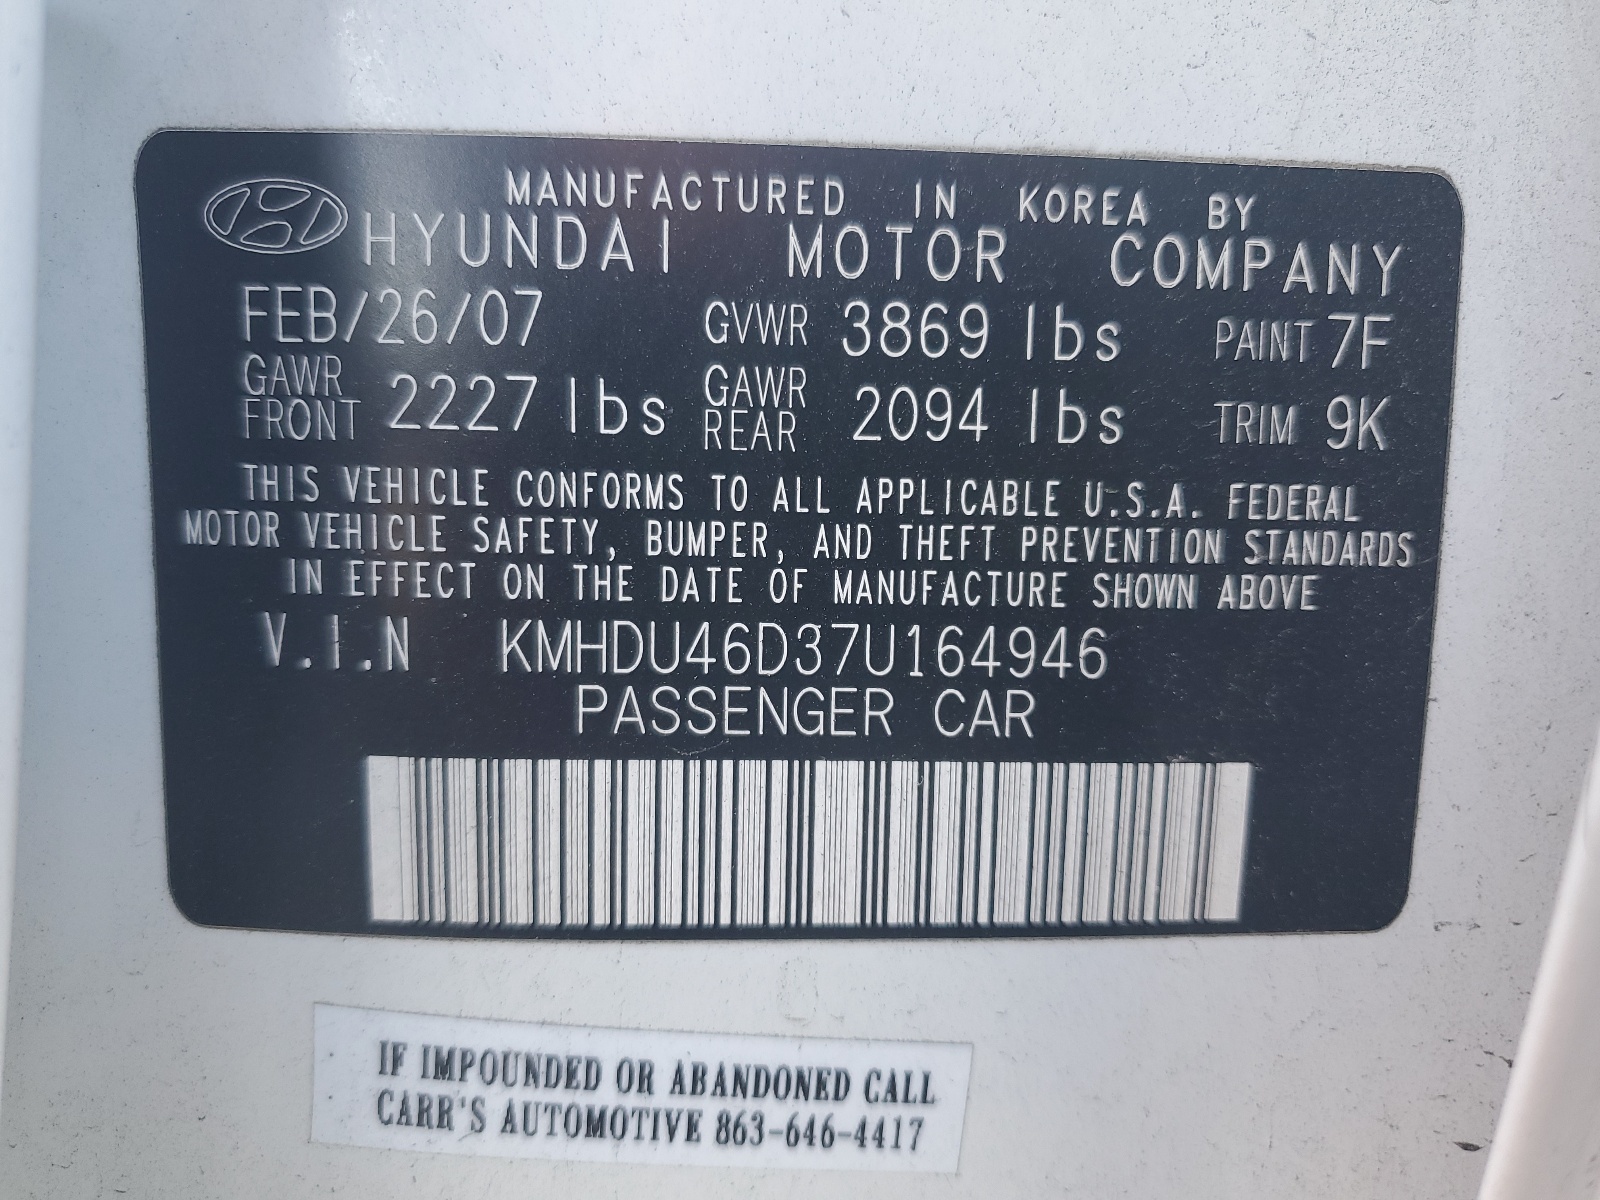 MANUFACTURED IN KOREA BY
HYUNDAI MOTOR COMPANY
FEB/26/07 GVWR 3869 lbs PAINT 7F
GAWR FRONT 2227 lbs GAWR REAR 2094 lbs TRIM 9K
THIS VEHICLE CONFORMS TO ALL APPLICABLE U.S.A. FEDERAL
MOTOR VEHICLE SAFETY, BUMPER, AND THEFT PREVENTION STANDARDS
IN EFFECT ON THE DATE OF MANUFACTURE SHOWN ABOVE
V.I.N KMHDU46D37U164946
PASSENGER CAR
IF IMPOUNDED OR ABANDONED CALL
CARR'S AUTOMOTIVE 863-646-4417